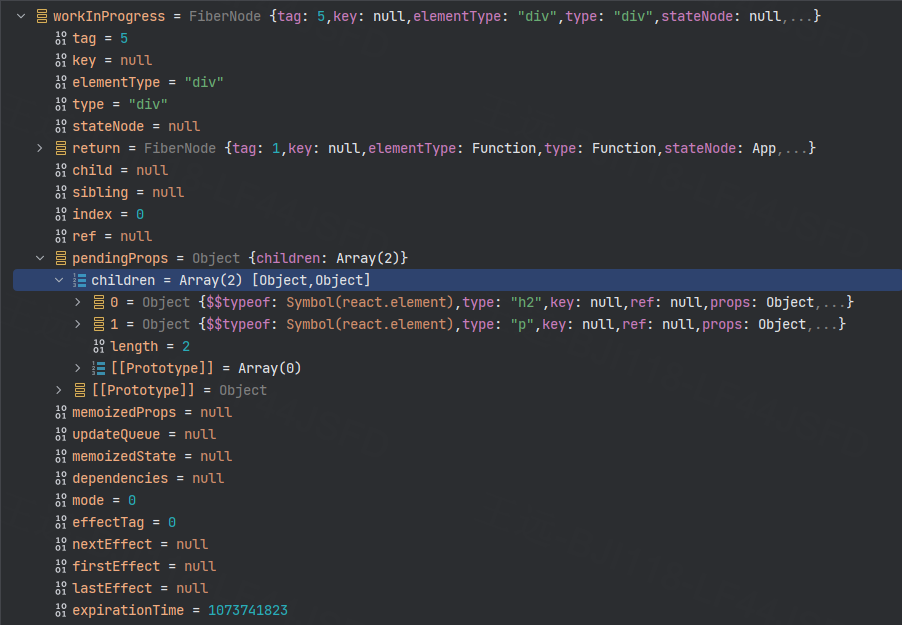 workInProgress = FiberNode {tag: 5,key: null,elementType: "div",type: "div",stateNode: null,...}
tag = 5
key = null
elementType = "div"
type = "div"
stateNode = null
return = FiberNode {tag: 1,key: null,elementType: Function,type: Function,stateNode: App,...}
child = null
sibling = null
index = 0
ref = null
pendingProps = Object {children: Array(2)}
children = Array(2) [Object,Object]
0 = Object {$$typeof: Symbol(react.element),type: "h2",key: null,ref: null,props: Object,...}
1 = Object {$$typeof: Symbol(react.element),type: "p",key: null,ref: null,props: Object,...}
length = 2
[[Prototype]] = Array(0)
[[Prototype]] = Object
memoizedProps = null
updateQueue = null
memoizedState = null
dependencies = null
mode = 0
effectTag = 0
nextEffect = null
firstEffect = null
lastEffect = null
expirationTime = 1073741823